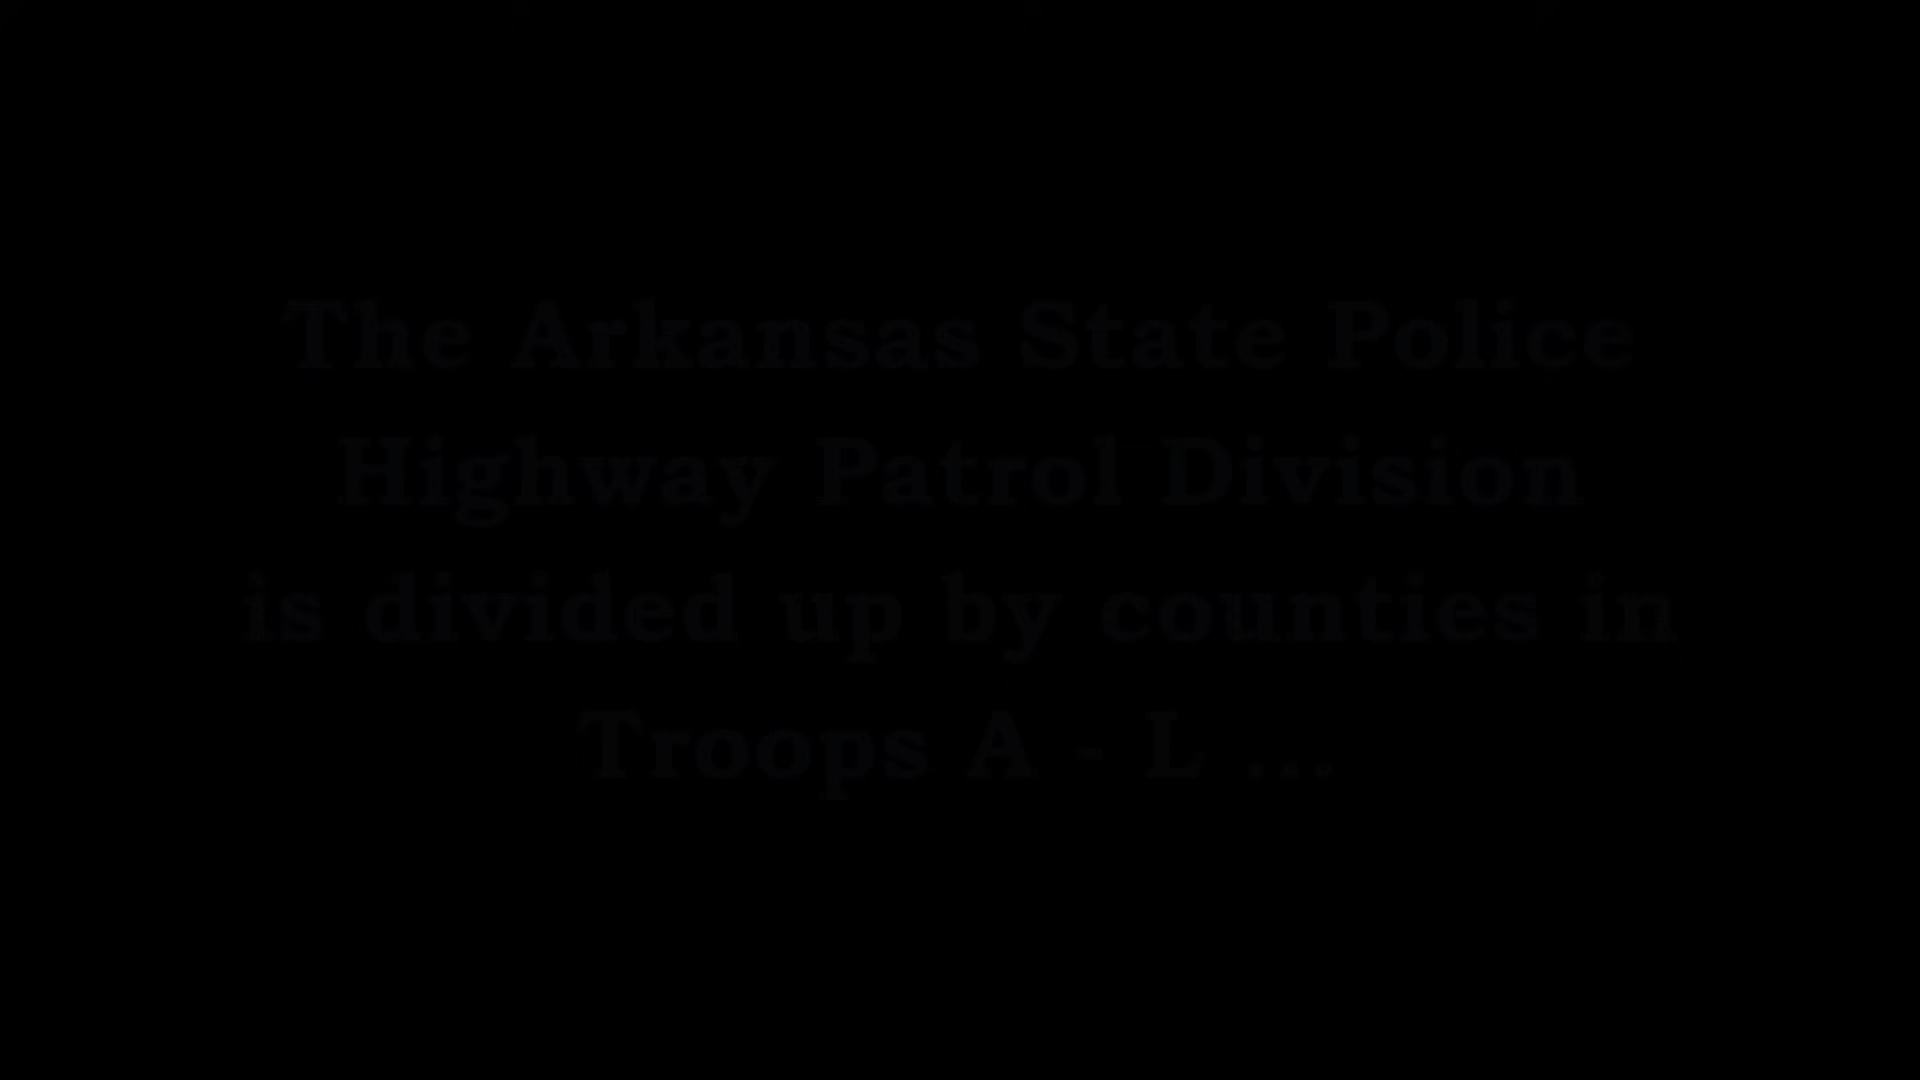 The Arkansas State Police
Highway Patrol Division
is divided up by counties in
Troops A - L ...